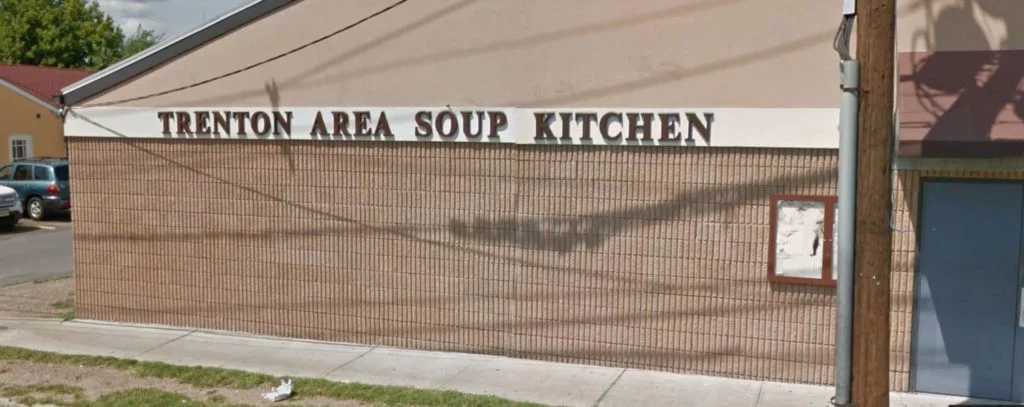 TRENTON AREA SOUP KITCHEN